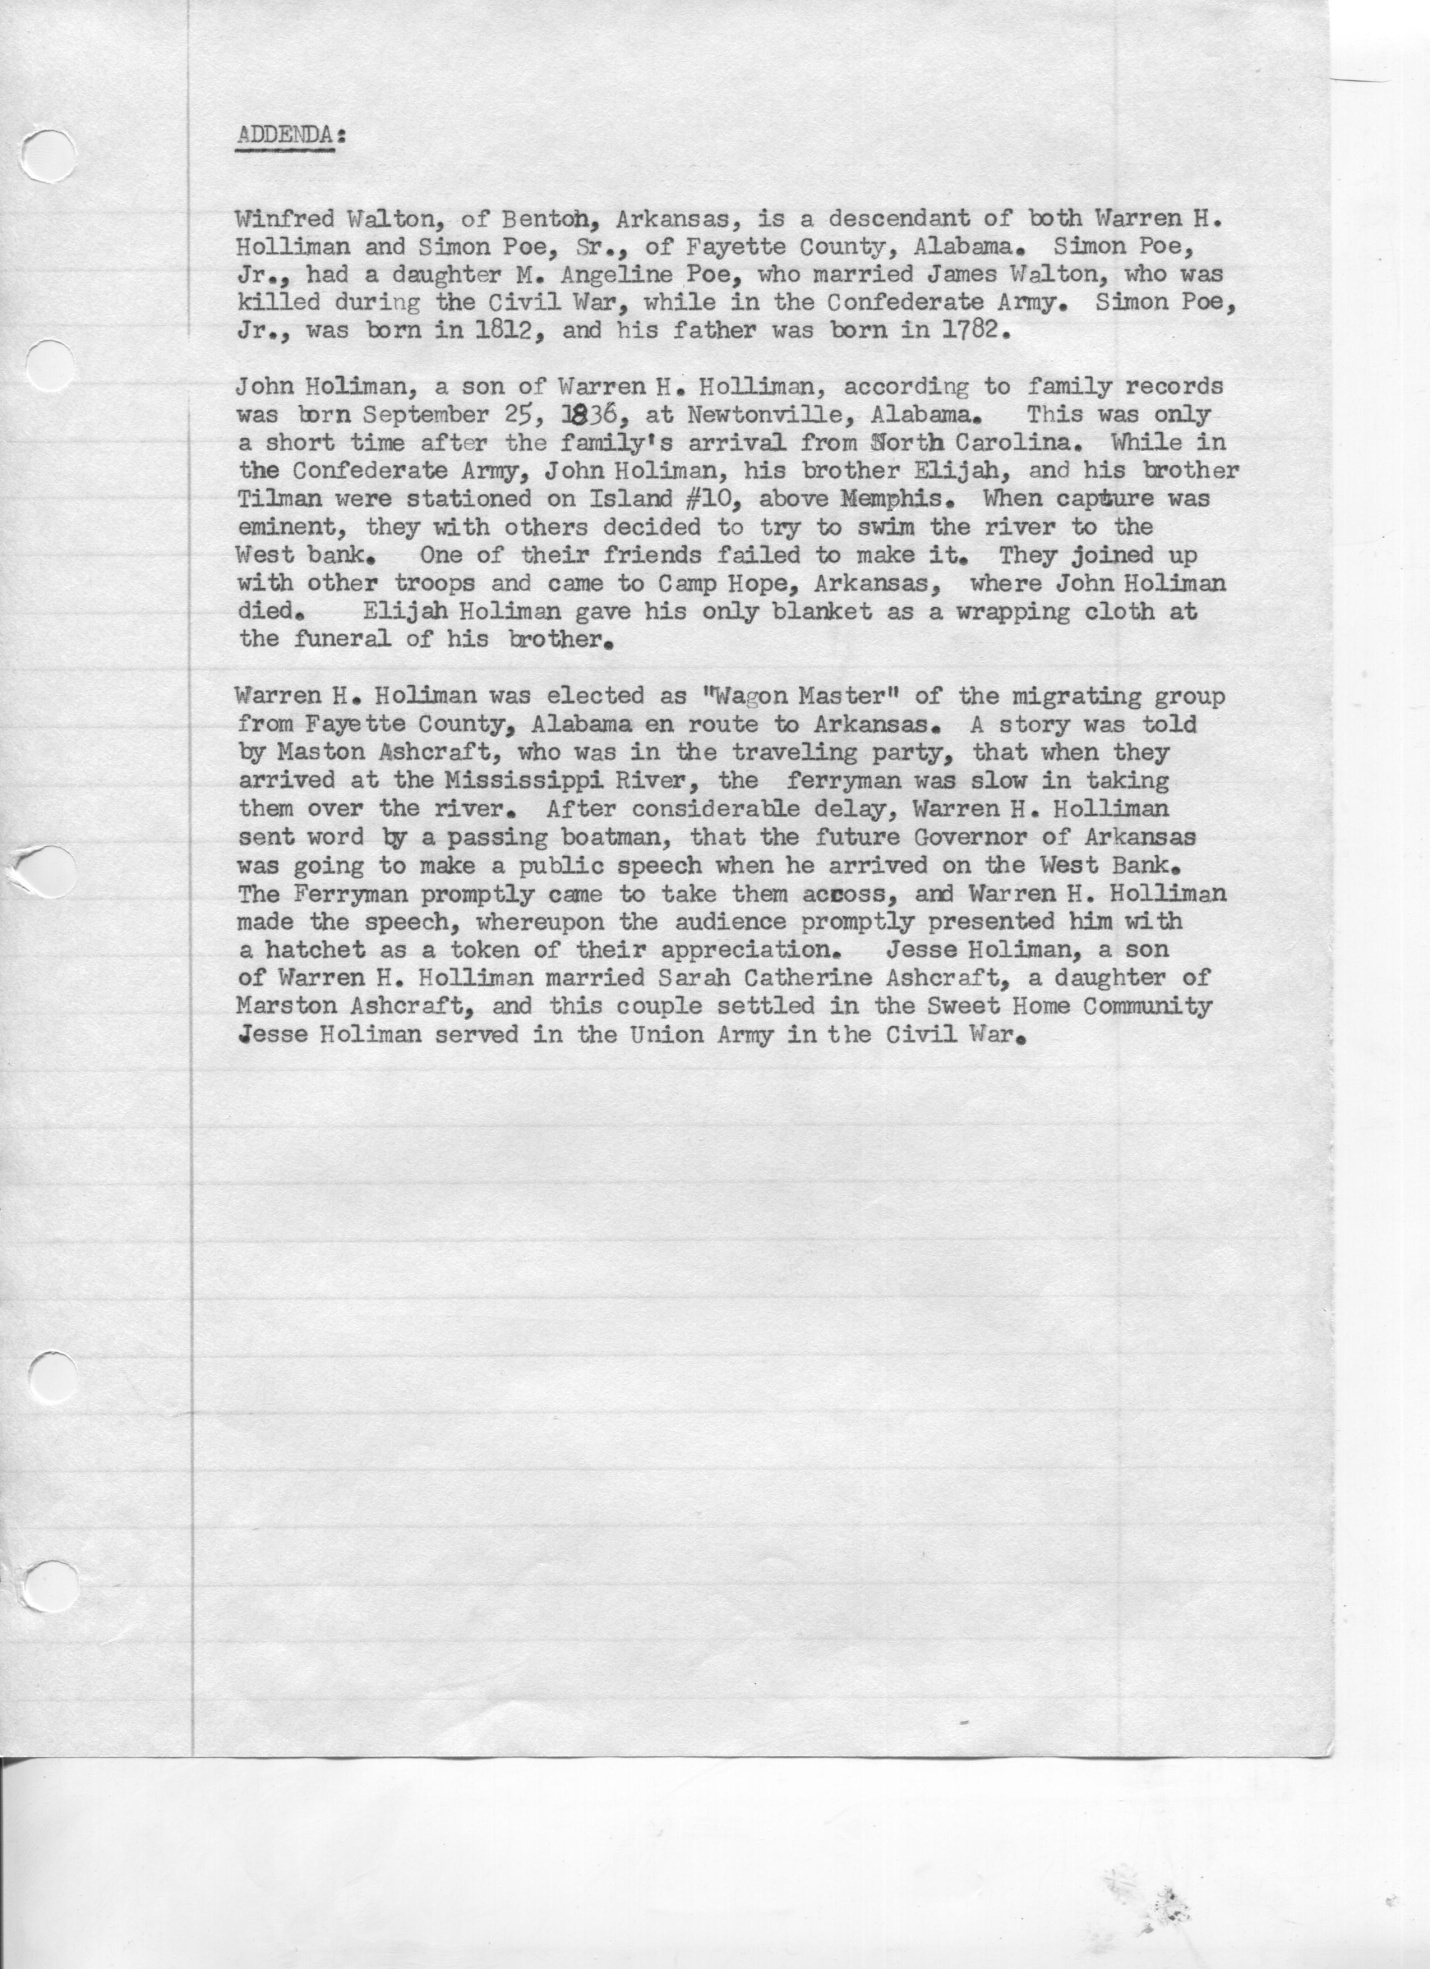 ADDENDA:
Winfred Walton, of Benton, Arkansas, is a descendant of both Warren H.
Holliman and Simon Poe, Sr., of Fayette County, Alabama. Simon Poe,
Jr., had a daughter M. Angeline Poe, who married James Walton, who was
killed during the Civil War, while in the Confederate Army. Simon Poe,
Jr., was born in 1812, and his father was born in 1782.
John Holiman, a son of Warren H. Holliman, according to family records
was born September 25, 1836, at Newtonville, Alabama. This was only
a short time after the family's arrival from North Carolina. While in
the Confederate Army, John Holiman, his brother Elijah, and his brother
Tilman were stationed on Island #10, above Memphis. When capture was
eminent, they with others decided to try to swim the river to the
West bank. One of their friends failed to make it. They joined up
with other troops and came to Camp Hope, Arkansas, where John Holiman
died. Elijah Holiman gave his only blanket as a wrapping cloth at
the funeral of his brother.
Warren H. Holiman was elected as "Wagon Master" of the migrating group
from Fayette County, Alabama en route to Arkansas. A story was told
by Maston Ashcraft, who was in the traveling party, that when they
arrived at the Mississippi River, the ferryman was slow in taking
them over the river. After considerable delay, Warren H. Holliman
sent word by a passing boatman, that the future Governor of Arkansas
was going to make a public speech when he arrived on the West Bank.
The Ferryman promptly came to take them across, and Warren H. Holliman
made the speech, whereupon the audience promptly presented him with
a hatchet as a token of their appreciation. Jesse Holiman, a son
of Warren H. Holliman married Sarah Catherine Ashcraft, a daughter of
Marston Ashcraft, and this couple settled in the Sweet Home Community
Jesse Holiman served in the Union Army in the Civil War.